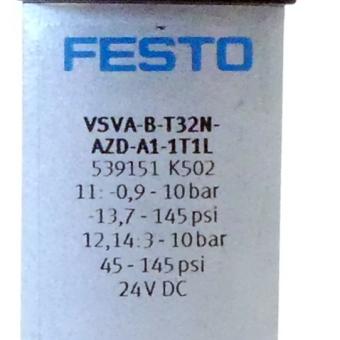 FESTO
VSVA-B-T32N-
AZD-A1-1T1L
539151 K502
11: -0,9 - 10 bar
-13,7 - 145 psi
12,14: 3 - 10 bar
45 - 145 psi
24V DC